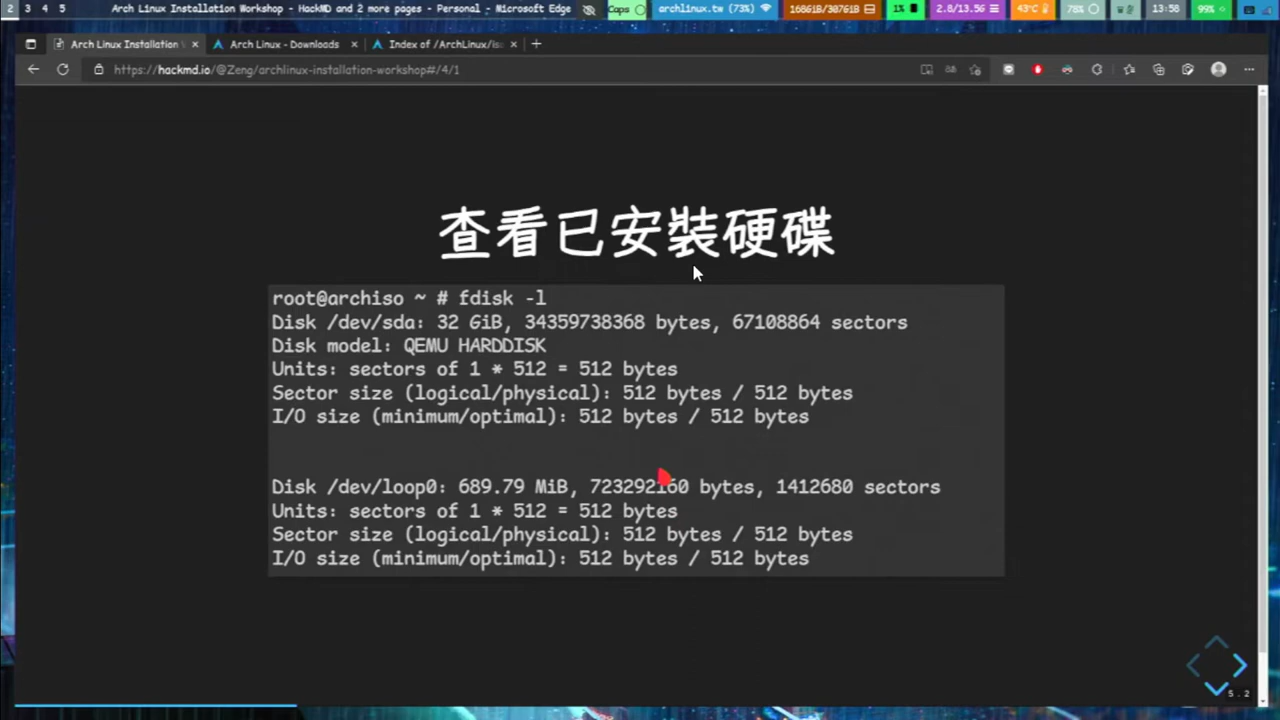 2 3 4 5 Arch Linux Installation Workshop - HackMD and 2 more pages - Personal - Microsoft Edge Caps archlinux.tw (73%) 168GiB/307GiB 1% 2.8/13.56 43°C 78% 13:58 99%
Arch Linux Installation Arch Linux - Downloads Index of /ArchLinux/iso
https://hackmd.io/@Zeng/archlinux-installation-workshop#/4/1
查看已安裝硬碟
root@archiso ~ # fdisk -l
Disk /dev/sda: 32 GiB, 34359738368 bytes, 67108864 sectors
Disk model: QEMU HARDDISK
Units: sectors of 1 * 512 = 512 bytes
Sector size (logical/physical): 512 bytes / 512 bytes
I/O size (minimum/optimal): 512 bytes / 512 bytes
Disk /dev/loop0: 689.79 MiB, 723292160 bytes, 1412680 sectors
Units: sectors of 1 * 512 = 512 bytes
Sector size (logical/physical): 512 bytes / 512 bytes
I/O size (minimum/optimal): 512 bytes / 512 bytes
5.2